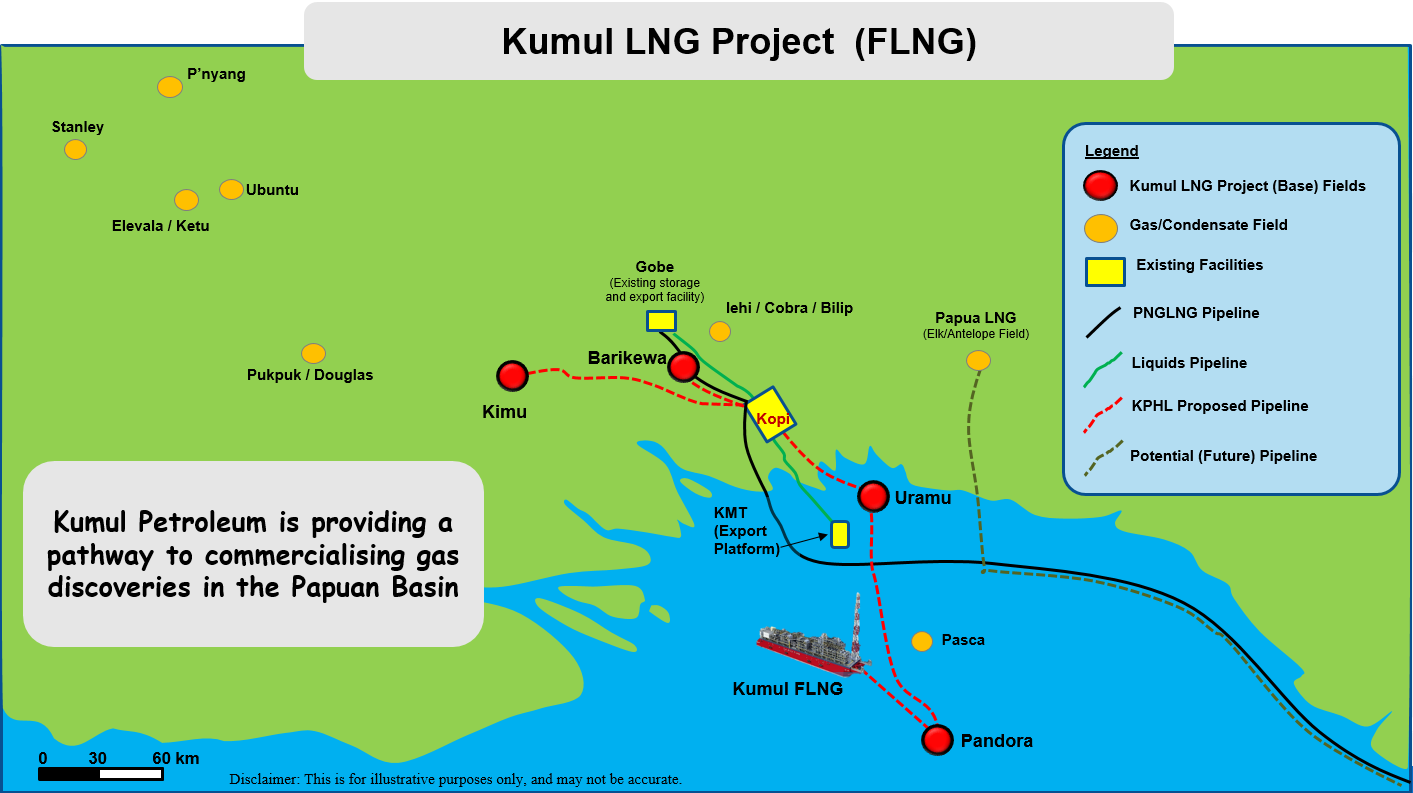 Kumul LNG Project (FLNG)
P'nyang
Stanley
Ubuntu
Elevala / Ketu
Legend
Kumul LNG Project (Base) Fields
Gas/Condensate Field
Existing Facilities
PNGLNG Pipeline
Liquids Pipeline
KPHL Proposed Pipeline
Potential (Future) Pipeline
Gobe
(Existing storage
and export facility)
Iehi / Cobra / Bilip
Papua LNG
(Elk/Antelope Field)
Barikewa
Pukpuk / Douglas
Kimu
Kopi
Uramu
KMT
(Export
Platform)
Kumul Petroleum is providing a
pathway to commercialising gas
discoveries in the Papuan Basin
Pasca
Kumul FLNG
Pandora
0 30 60 km
Disclaimer: This is for illustrative purposes only, and may not be accurate.